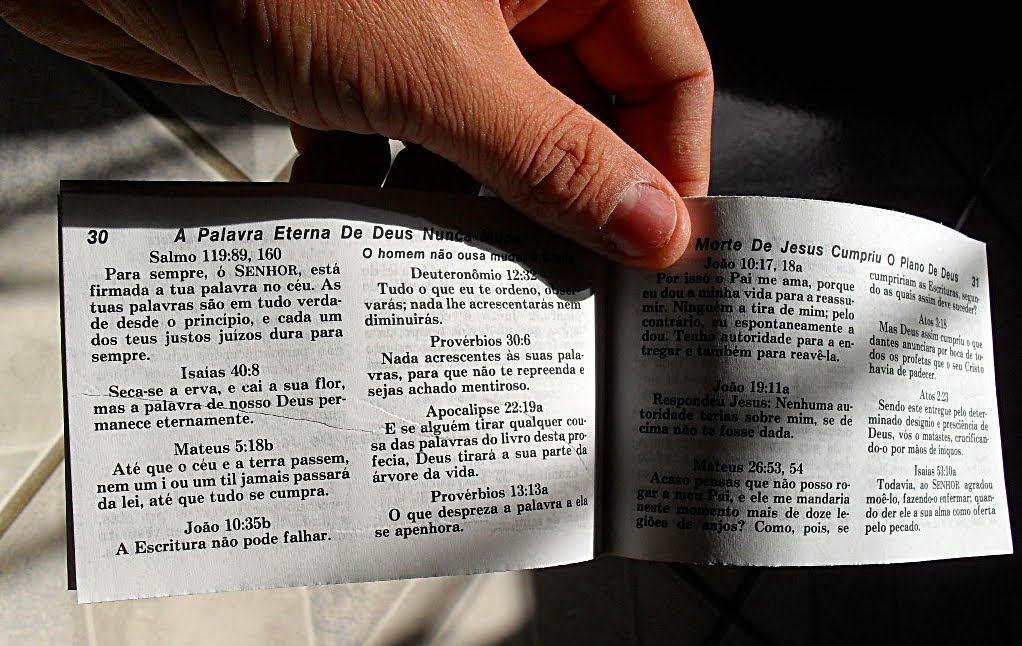 30
A Palavra Eterna De Deus Nunca Muda
Salmo 119:89, 160
Para sempre, ó SENHOR, está
firmada a tua palavra no céu. As
tuas palavras são em tudo verda-
de desde o princípio, e cada um
dos teus justos juízos dura para
sempre.
Isaías 40:8
Seca-se a erva, e cai a sua flor,
mas a palavra de nosso Deus per-
manece eternamente.
Mateus 5:18b
Até que o céu e a terra passem,
nem um i ou um til jamais passará
da lei, até que tudo se cumpra.
João 10:35b
A Escritura não pode falhar.
O homem não ousa mudar a Bíblia
Deuteronômio 12:32
Tudo o que eu te ordeno, obser-
varás; nada lhe acrescentarás nem
diminuirás.
Provérbios 30:6
Nada acrescentes às suas pala-
vras, para que não te repreenda e
sejas achado mentiroso.
Apocalipse 22:19a
E se alguém tirar qualquer cou-
sa das palavras do livro desta pro-
fecia, Deus tirará a sua parte da
árvore da vida.
Provérbios 13:13a
O que despreza a palavra a ela
se apenhora.
Morte De Jesus Cumpriu O Plano De Deus
31
João 10:17, 18a
Por isso o Pai me ama, porque
eu dou a minha vida para a reassu-
mir. Ninguém a tira de mim; pelo
contrário, eu espontaneamente a
dou. Tenho autoridade para a en-
tregar e também para reavê-la.
João 19:11a
Respondeu Jesus: Nenhuma au-
toridade terias sobre mim, se de
cima não te fosse dada.
Mateus 26:53, 54
Acaso pensas que não posso ro-
gar a meu Pai, e ele me mandaria
neste momento mais de doze le-
giões de anjos? Como, pois, se
cumpririam as Escrituras, segun-
do as quais assim deve suceder?
Atos 3:18
Mas Deus assim cumpriu o que
dantes anunciara por boca de to-
dos os profetas que o seu Cristo
havia de padecer.
Atos 2:23
Sendo este entregue pelo deter-
minado desígnio e presciência de
Deus, vós o matastes, crucifican-
do-o por mãos de iníquos.
Isaías 53:10a
Todavia, ao SENHOR agradou
moê-lo, fazendo-o enfermar; quan-
do der ele a sua alma como oferta
pelo pecado.